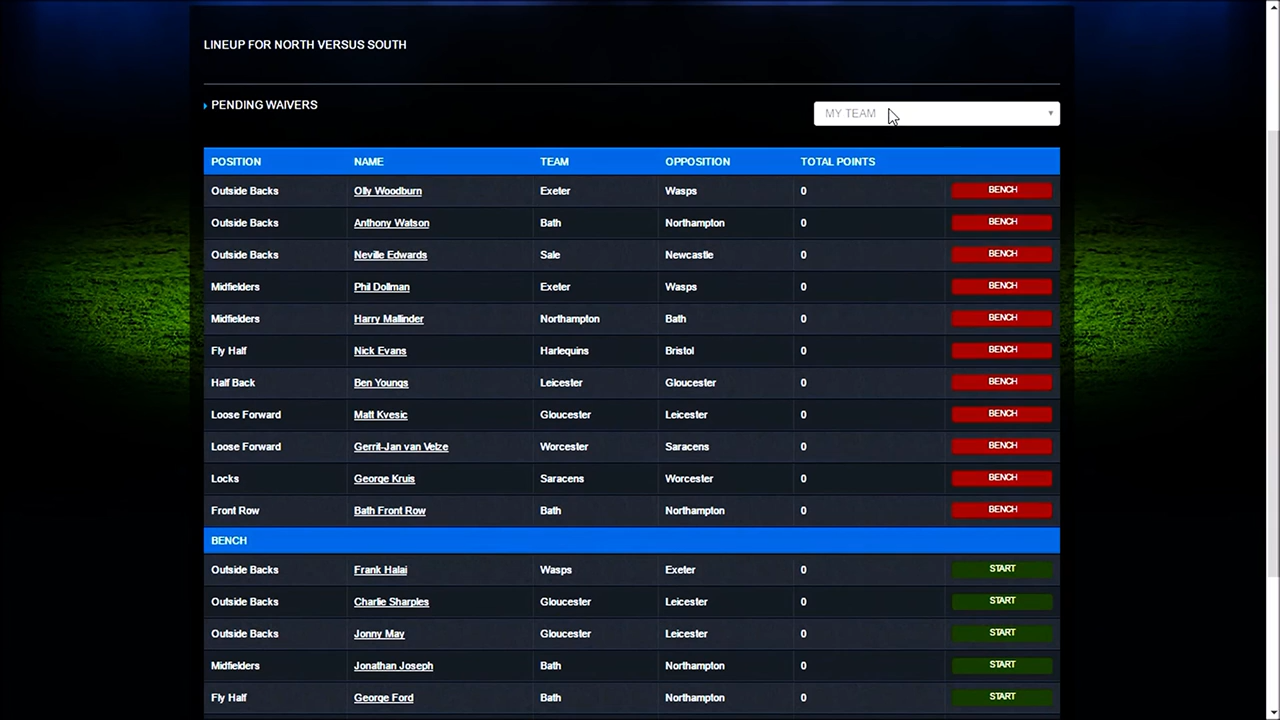 LINEUP FOR NORTH VERSUS SOUTH
PENDING WAIVERS
MY TEAM
POSITION NAME TEAM OPPOSITION TOTAL POINTS
Outside Backs Olly Woodburn Exeter Wasps 0 BENCH
Outside Backs Anthony Watson Bath Northampton 0 BENCH
Outside Backs Neville Edwards Sale Newcastle 0 BENCH
Midfielders Phil Dollman Exeter Wasps 0 BENCH
Midfielders Harry Mallinder Northampton Bath 0 BENCH
Fly Half Nick Evans Harlequins Bristol 0 BENCH
Half Back Ben Youngs Leicester Gloucester 0 BENCH
Loose Forward Matt Kvesic Gloucester Leicester 0 BENCH
Loose Forward Gerrit-Jan van Velze Worcester Saracens 0 BENCH
Locks George Kruis Saracens Worcester 0 BENCH
Front Row Bath Front Row Bath Northampton 0 BENCH
BENCH
Outside Backs Frank Halai Wasps Exeter 0 START
Outside Backs Charlie Sharples Gloucester Leicester 0 START
Outside Backs Jonny May Gloucester Leicester 0 START
Midfielders Jonathan Joseph Bath Northampton 0 START
Fly Half George Ford Bath Northampton 0 START